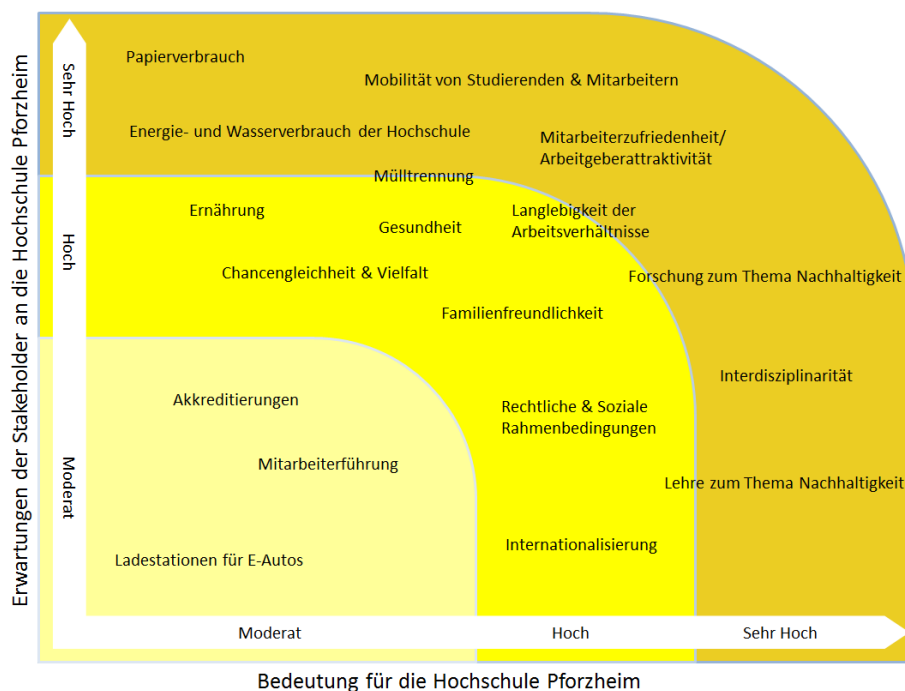 Erwartungen der Stakeholder an die Hochschule Pforzheim
Sehr Hoch
Hoch
Moderat
Papierverbrauch
Mobilität von Studierenden & Mitarbeitern
Energie- und Wasserverbrauch der Hochschule
Mitarbeiterzufriedenheit/
Arbeitgeberattraktivität
Mülltrennung
Ernährung
Gesundheit
Langlebigkeit der
Arbeitsverhältnisse
Chancengleichheit & Vielfalt
Forschung zum Thema Nachhaltigkeit
Familienfreundlichkeit
Interdisziplinarität
Akkreditierungen
Rechtliche & Soziale
Rahmenbedingungen
Mitarbeiterführung
Lehre zum Thema Nachhaltigkeit
Internationalisierung
Ladestationen für E-Autos
Moderat
Hoch
Sehr Hoch
Bedeutung für die Hochschule Pforzheim